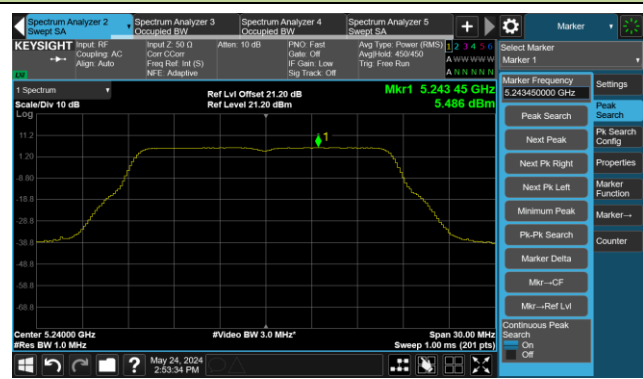 Spectrum Analyzer 2
Swept SA
Spectrum Analyzer 3
Occupied BW
Spectrum Analyzer 4
Occupied BW
Spectrum Analyzer 5
Swept SA
+
Marker
KEYSIGHT
Input: RF
Coupling: AC
Align: Auto
Input Z: 50 Ω
Corr CCorr
Freq Ref: Int (S)
NFE: Adaptive
Atten: 10 dB
PNO: Fast
Gate: Off
IF Gain: Low
Sig Track: Off
Avg Type: Power (RMS)
Avg|Hold: 450/450
Trig: Free Run
1 2 3 4 5 6
A W W W W W
A N N N N N
Select Marker
Marker 1
1 Spectrum
Scale/Div 10 dB
Log
Ref Lvl Offset 21.20 dB
Ref Level 21.20 dBm
Mkr1 5.243 45 GHz
5.486 dBm
11.2
1.20
-8.80
-18.8
-28.8
-38.8
-48.8
-58.8
-68.8
1
Center 5.24000 GHz
#Res BW 1.0 MHz
#Video BW 3.0 MHz*
Span 30.00 MHz
Sweep 1.00 ms (201 pts)
Marker Frequency
5.243450000 GHz
Peak Search
Next Peak
Next Pk Right
Next Pk Left
Minimum Peak
Pk-Pk Search
Marker Delta
Mkr→CF
Mkr→Ref Lvl
Continuous Peak
Search
On
Off
Settings
Peak
Search
Pk Search
Config
Properties
Marker
Function
Marker→
Counter
?
May 24, 2024
2:53:34 PM